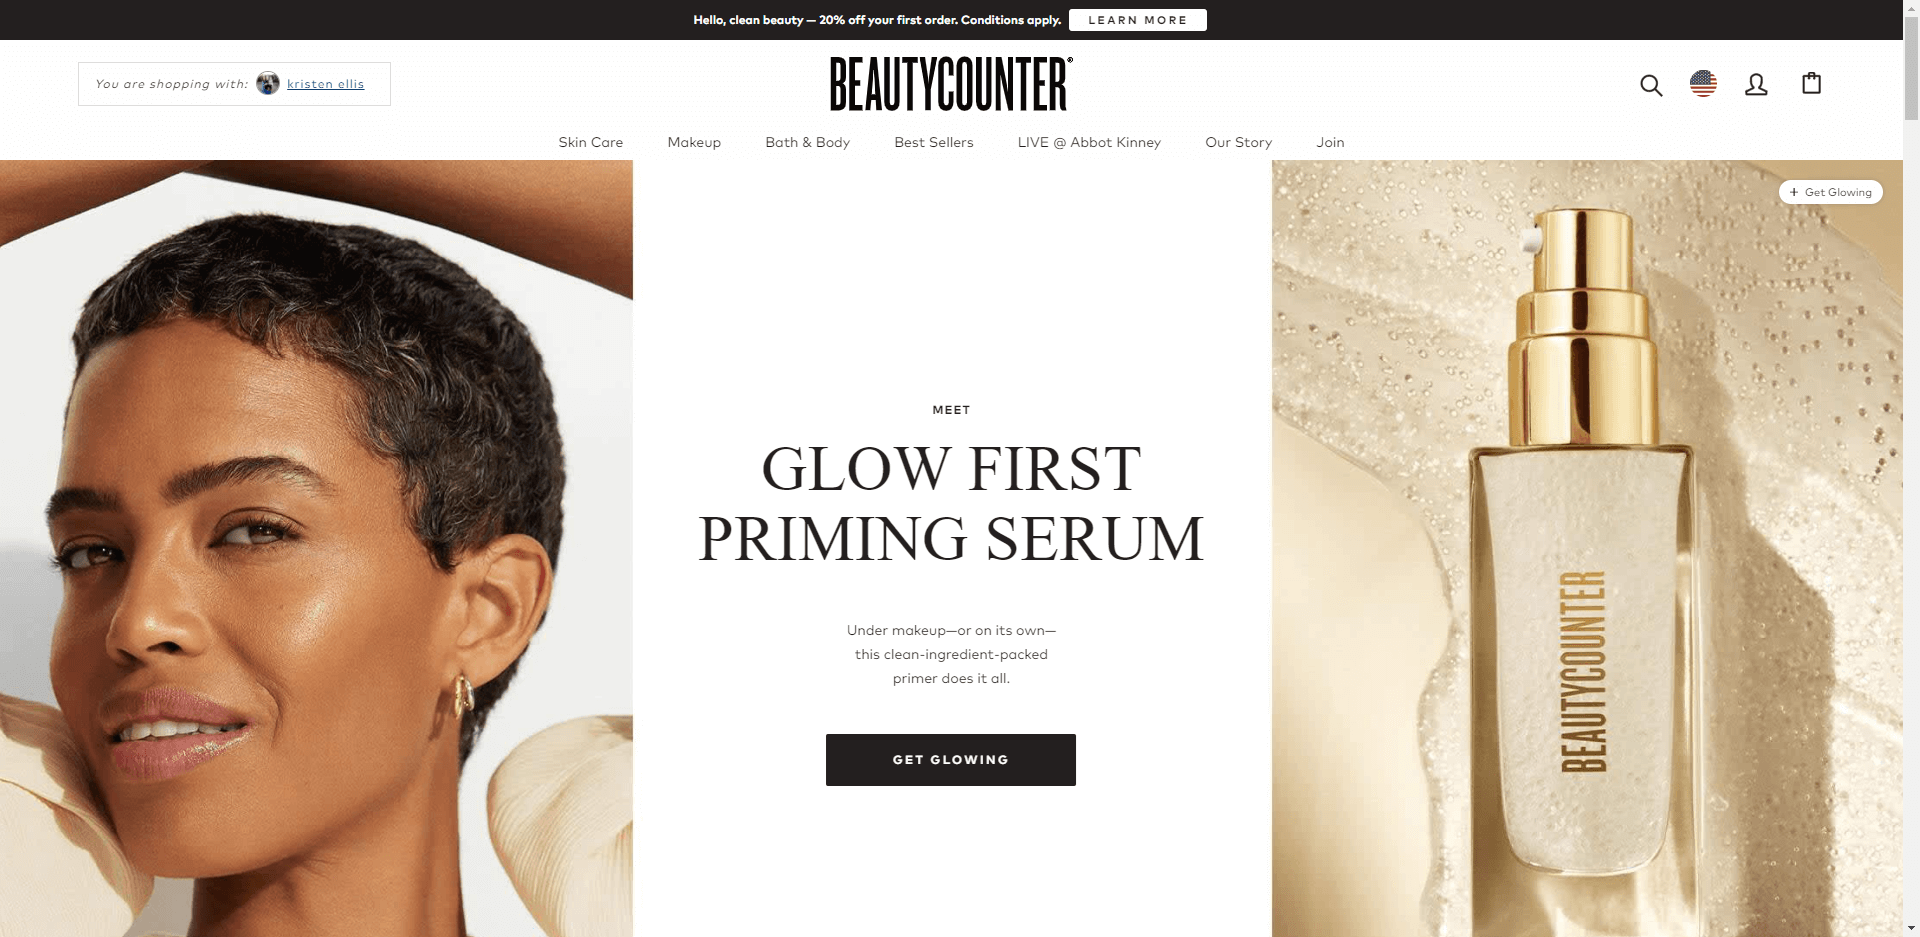 Hello, clean beauty — 20% off your first order. Conditions apply. LEARN MORE
You are shopping with: kristen ellis
BEAUTYCOUNTER®
Skin Care Makeup Bath & Body Best Sellers LIVE @ Abbot Kinney Our Story Join
+ Get Glowing
MEET
GLOW FIRST
PRIMING SERUM
Under makeup—or on its own—
this clean-ingredient-packed
primer does it all.
GET GLOWING
BEAUTYCOUNTER